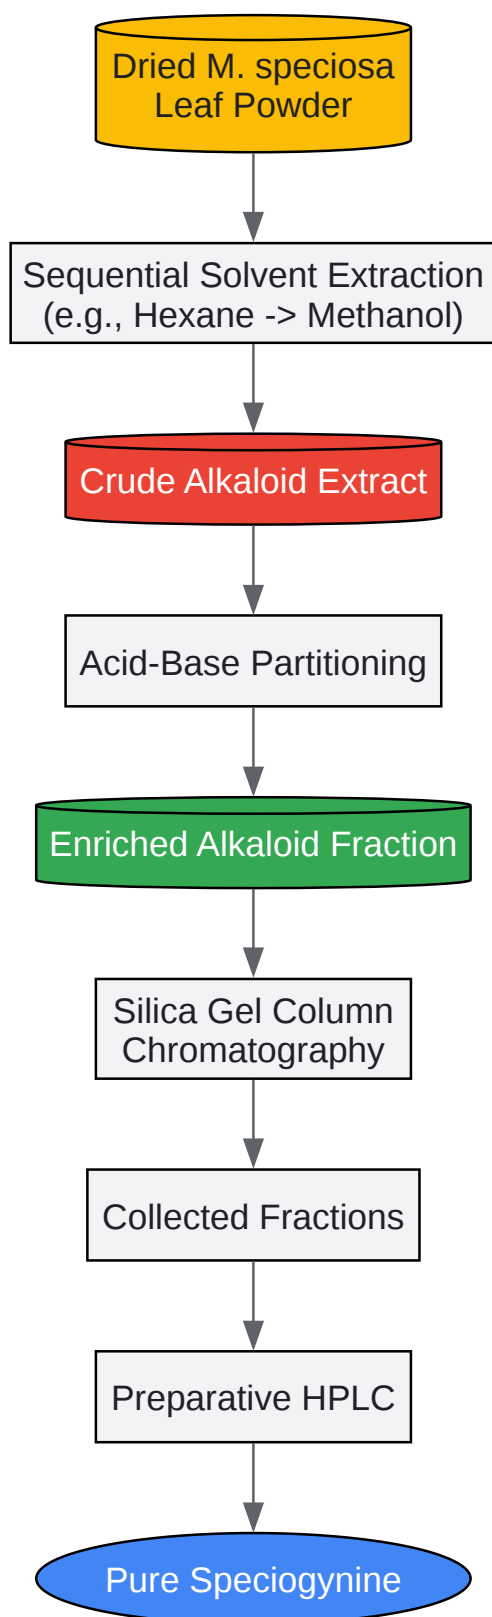 Dried M. speciosa
Leaf Powder
Sequential Solvent Extraction
(e.g., Hexane -> Methanol)
Crude Alkaloid Extract
Acid-Base Partitioning
Enriched Alkaloid Fraction
Silica Gel Column
Chromatography
Collected Fractions
Preparative HPLC
Pure Speciogynine